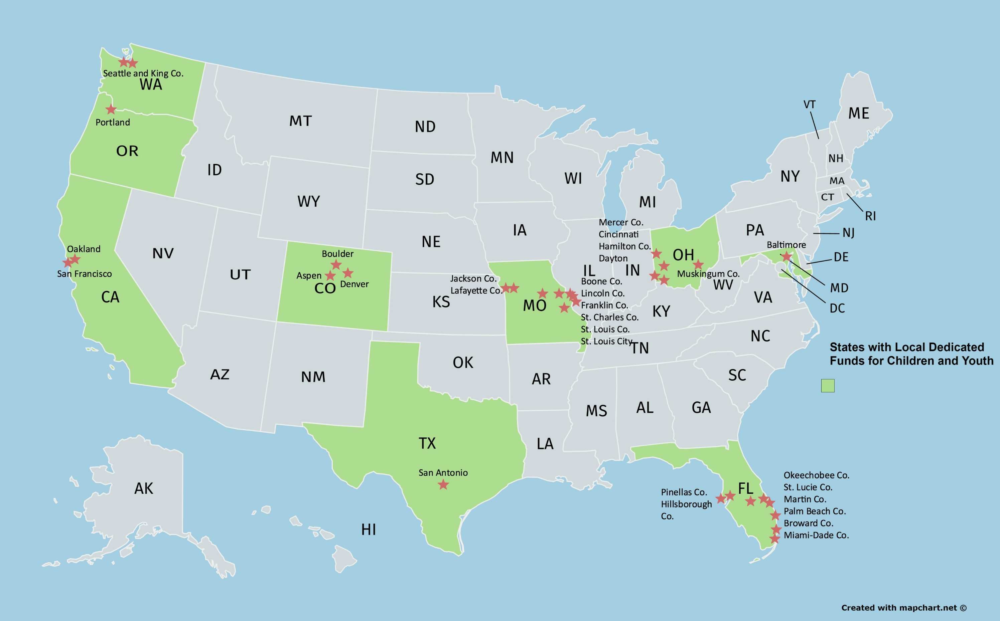 Seattle and King Co.
WA
Portland
OR
MT
ND
MN
ID
SD
WI
WY
MI
VT
ME
NH
NY
MA
CT
RI
Oakland
San Francisco
CA
NV
UT
Boulder
Aspen
Denver
CO
NE
IA
KS
Jackson Co.
Lafayette Co.
MO
IL
IN
Mercer Co.
Cincinnati
Hamilton Co.
Dayton
OH
Muskingum Co.
Boone Co.
Lincoln Co.
Franklin Co.
St. Charles Co.
St. Louis Co.
St. Louis City
PA
Baltimore
NJ
DE
MD
DC
WV
VA
KY
TN
NC
SC
AZ
NM
OK
AR
MS
AL
GA
LA
TX
San Antonio
States with Local Dedicated
Funds for Children and Youth
AK
HI
FL
Pinellas Co.
Hillsborough
Co.
Okeechobee Co.
St. Lucie Co.
Martin Co.
Palm Beach Co.
Broward Co.
Miami-Dade Co.
Created with mapchart.net ©